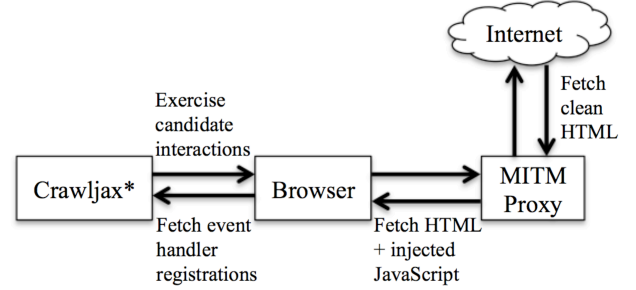 Internet
Fetch
clean
HTML
Exercise
candidate
interactions
Crawljax*
Browser
MITM
Proxy
Fetch event
handler
registrations
Fetch HTML
+ injected
JavaScript